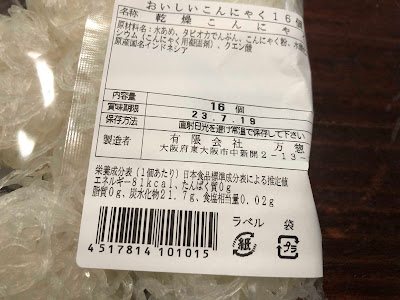 おいしいこんにゃく16個
名称 乾燥こんにゃ
原材料名：水あめ、タピオカでんぷん、こんにゃく粉、水酸
シウム(こんにゃく用凝固剤)、クエン酸
原産国名インドネシア
内容量 16個
賞味期限 23.7.19
保存方法 直射日光を避け常温で保存して下さい
製造者 有限会社 万惣
大阪府東大阪市中新開2-13-
栄養成分表(1個あたり)日本食品標準成分表による推定値
エネルギー81kcal、たんぱく質0g
脂質0g、炭水化物21.7g、食塩相当量0.02g
ラベル 袋
紙 プラ
4517814101015